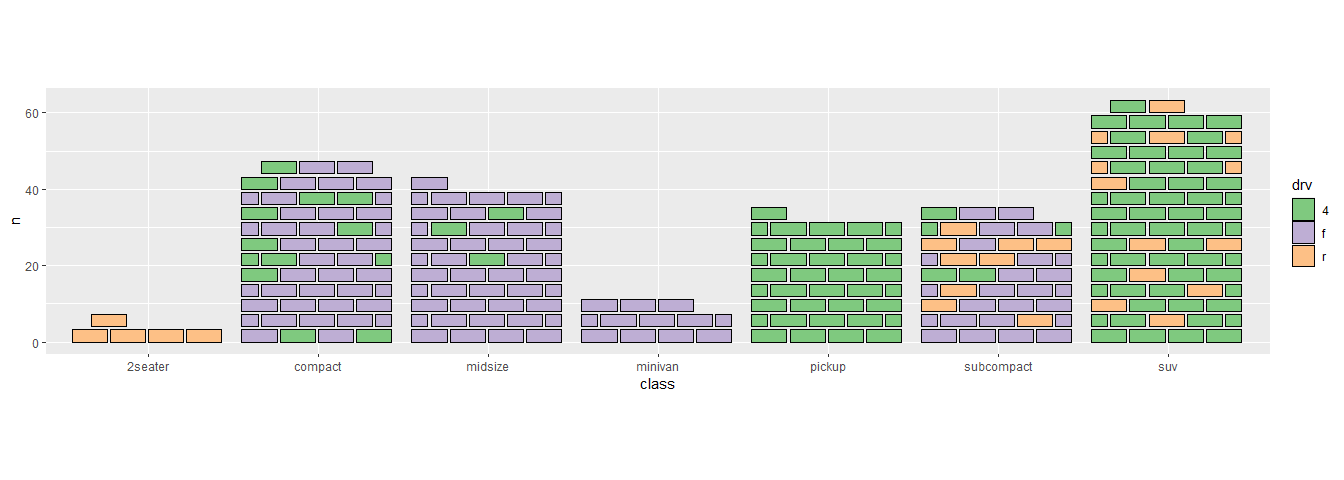 60
40
20
0
n
2seater compact midsize minivan pickup subcompact suv
class
drv
4
f
r